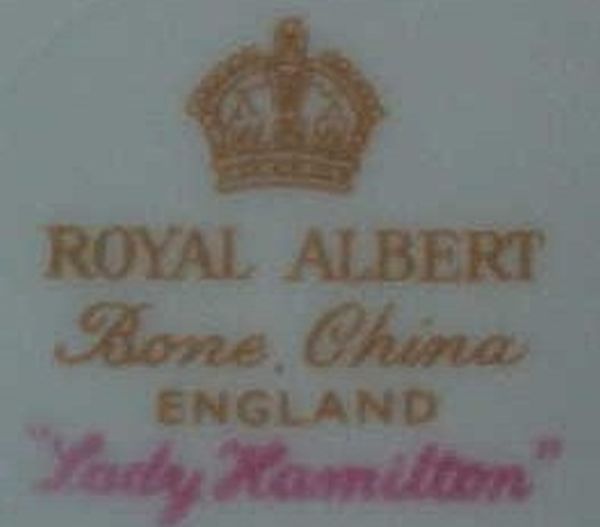 ROYAL ALBERT
Bone China
ENGLAND
"Lady Hamilton"